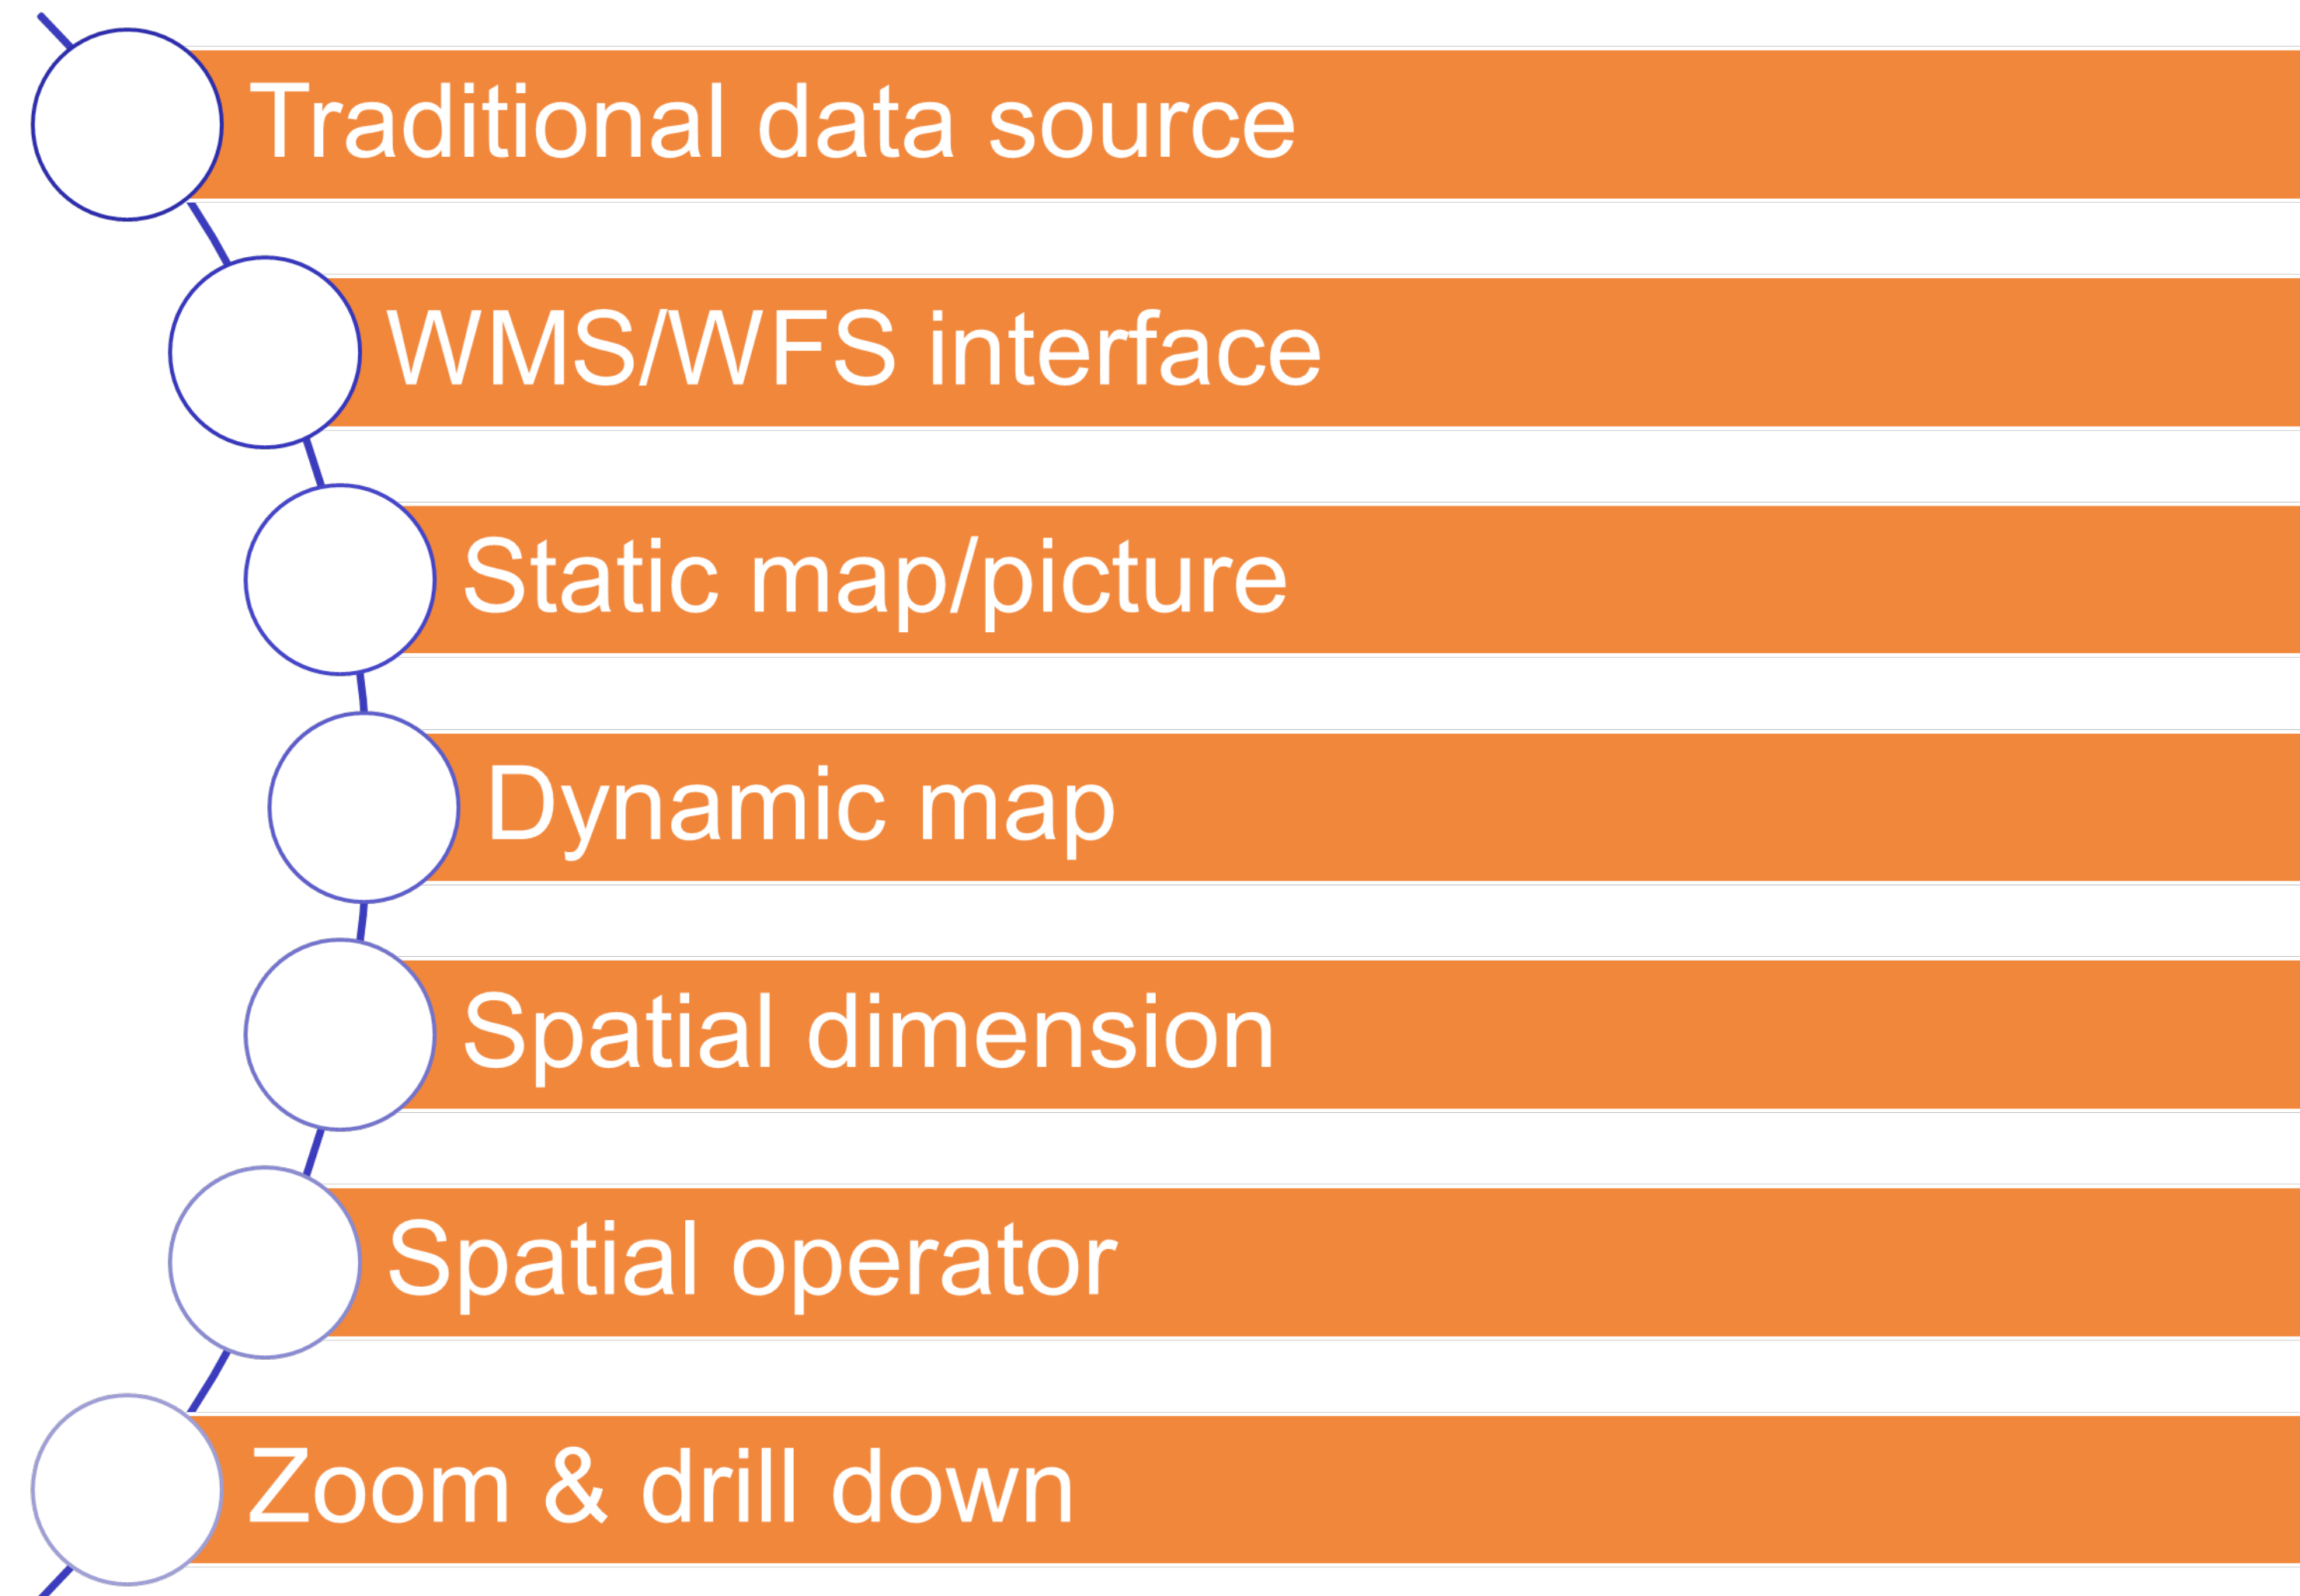 Traditional data source
WMS/WFS interface
Static map/picture
Dynamic map
Spatial dimension
Spatial operator
Zoom & drill down